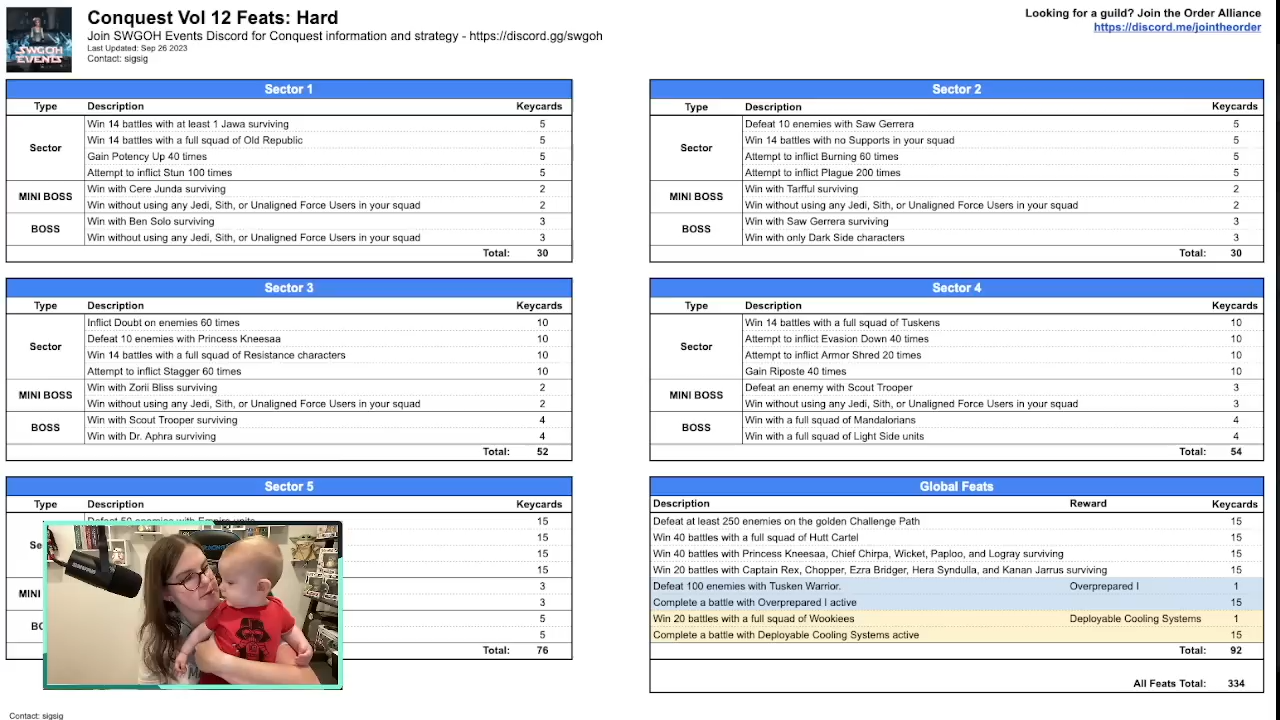 SWGOH
EVENTS
Conquest Vol 12 Feats: Hard
Join SWGOH Events Discord for Conquest information and strategy - https://discord.gg/swgoh
Last Updated: Sep 26 2023
Contact: sigsig
Looking for a guild? Join the Order Alliance
https://discord.me/jointheorder
Sector 1
Type Description Keycards
Sector
Win 14 battles with at least 1 Jawa surviving 5
Win 14 battles with a full squad of Old Republic 5
Gain Potency Up 40 times 5
Attempt to inflict Stun 100 times 5
MINI BOSS
Win with Cere Junda surviving 2
Win without using any Jedi, Sith, or Unaligned Force Users in your squad 2
BOSS
Win with Ben Solo surviving 3
Win without using any Jedi, Sith, or Unaligned Force Users in your squad 3
Total: 30
Sector 2
Type Description Keycards
Sector
Defeat 10 enemies with Saw Gerrera 5
Win 14 battles with no Supports in your squad 5
Attempt to inflict Burning 60 times 5
Attempt to inflict Plague 200 times 5
MINI BOSS
Win with Tarfful surviving 2
Win without using any Jedi, Sith, or Unaligned Force Users in your squad 2
BOSS
Win with Saw Gerrera surviving 3
Win with only Dark Side characters 3
Total: 30
Sector 3
Type Description Keycards
Sector
Inflict Doubt on enemies 60 times 10
Defeat 10 enemies with Princess Kneesaa 10
Win 14 battles with a full squad of Resistance characters 10
Attempt to inflict Stagger 60 times 10
MINI BOSS
Win with Zorii Bliss surviving 2
Win without using any Jedi, Sith, or Unaligned Force Users in your squad 2
BOSS
Win with Scout Trooper surviving 4
Win with Dr. Aphra surviving 4
Total: 52
Sector 4
Type Description Keycards
Sector
Win 14 battles with a full squad of Tuskens 10
Attempt to inflict Evasion Down 40 times 10
Attempt to inflict Armor Shred 20 times 10
Gain Riposte 40 times 10
MINI BOSS
Defeat an enemy with Scout Trooper 3
Win without using any Jedi, Sith, or Unaligned Force Users in your squad 3
BOSS
Win with a full squad of Mandalorians 4
Win with a full squad of Light Side units 4
Total: 54
Sector 5
Type Description Keycards
Defeat 50 enemies with Empire units 15
Se 15
15
15
MINI 3
3
BO 5
5
Total: 76
Global Feats
Description Reward Keycards
Defeat at least 250 enemies on the golden Challenge Path 15
Win 40 battles with a full squad of Hutt Cartel 15
Win 40 battles with Princess Kneesaa, Chief Chirpa, Wicket, Paploo, and Logray surviving 15
Win 20 battles with Captain Rex, Chopper, Ezra Bridger, Hera Syndulla, and Kanan Jarrus surviving 15
Defeat 100 enemies with Tusken Warrior. Overprepared I 1
Complete a battle with Overprepared I active 15
Win 20 battles with a full squad of Wookiees Deployable Cooling Systems 1
Complete a battle with Deployable Cooling Systems active 15
Total: 92
All Feats Total: 334
Contact: sigsig